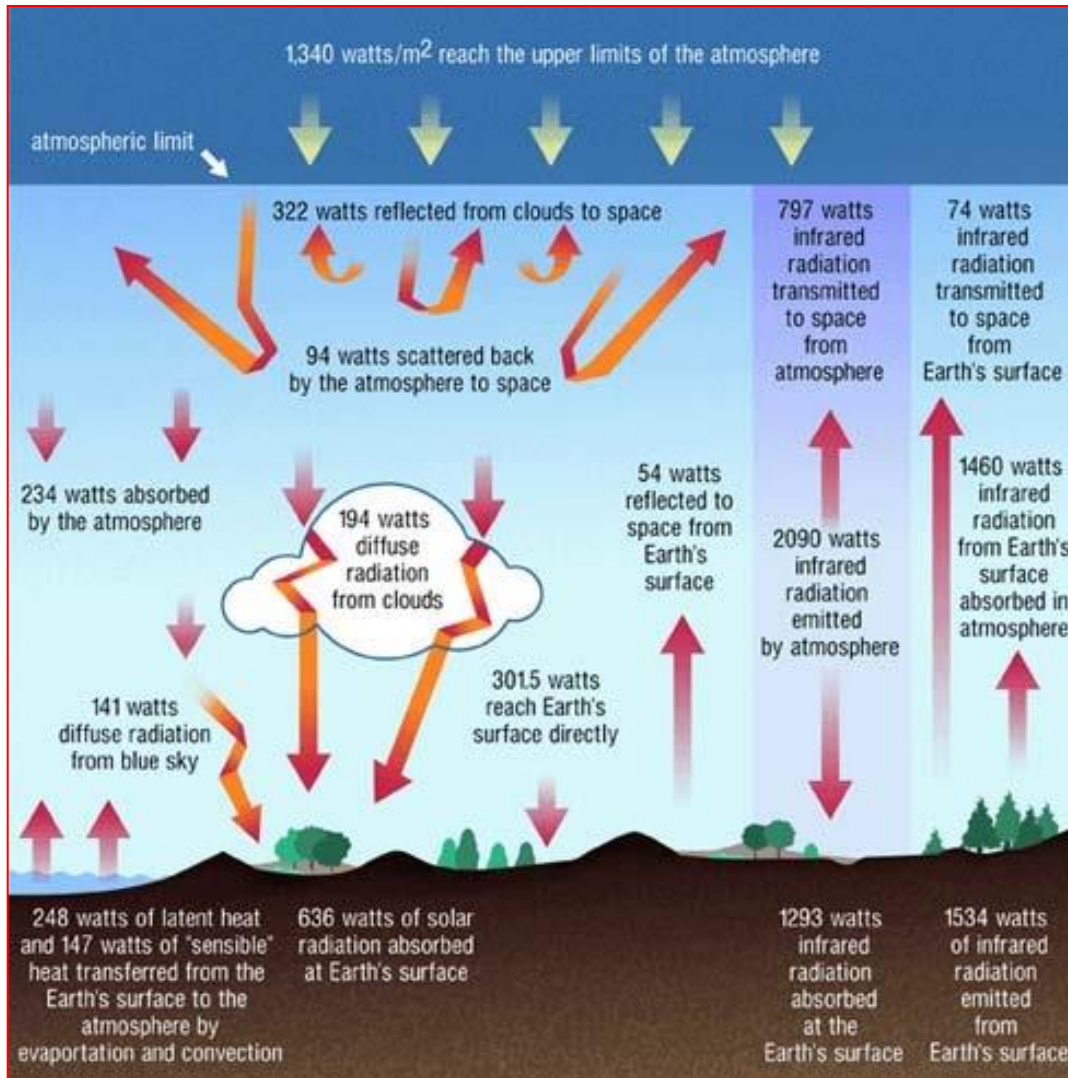 1,340 watts/m² reach the upper limits of the atmosphere
atmospheric limit
322 watts reflected from clouds to space
797 watts
infrared
radiation
transmitted
to space
from
atmosphere
74 watts
infrared
radiation
transmitted
to space
from
Earth's surface
94 watts scattered back
by the atmosphere to space
234 watts absorbed
by the atmosphere
194 watts
diffuse
radiation
from clouds
54 watts
reflected to
space from
Earth's
surface
2090 watts
infrared
radiation
emitted
by atmosphere
1460 watts
infrared
radiation
from Earth's
surface
absorbed in
atmosphere
141 watts
diffuse radiation
from blue sky
301.5 watts
reach Earth's
surface directly
248 watts of latent heat
and 147 watts of "sensible"
heat transferred from the
Earth's surface to the
atmosphere by
evaportation and convection
636 watts of solar
radiation absorbed
at Earth's surface
1293 watts
infrared
radiation
absorbed
at the
Earth's surface
1534 watts
of infrared
radiation
emitted
from
Earth's surface